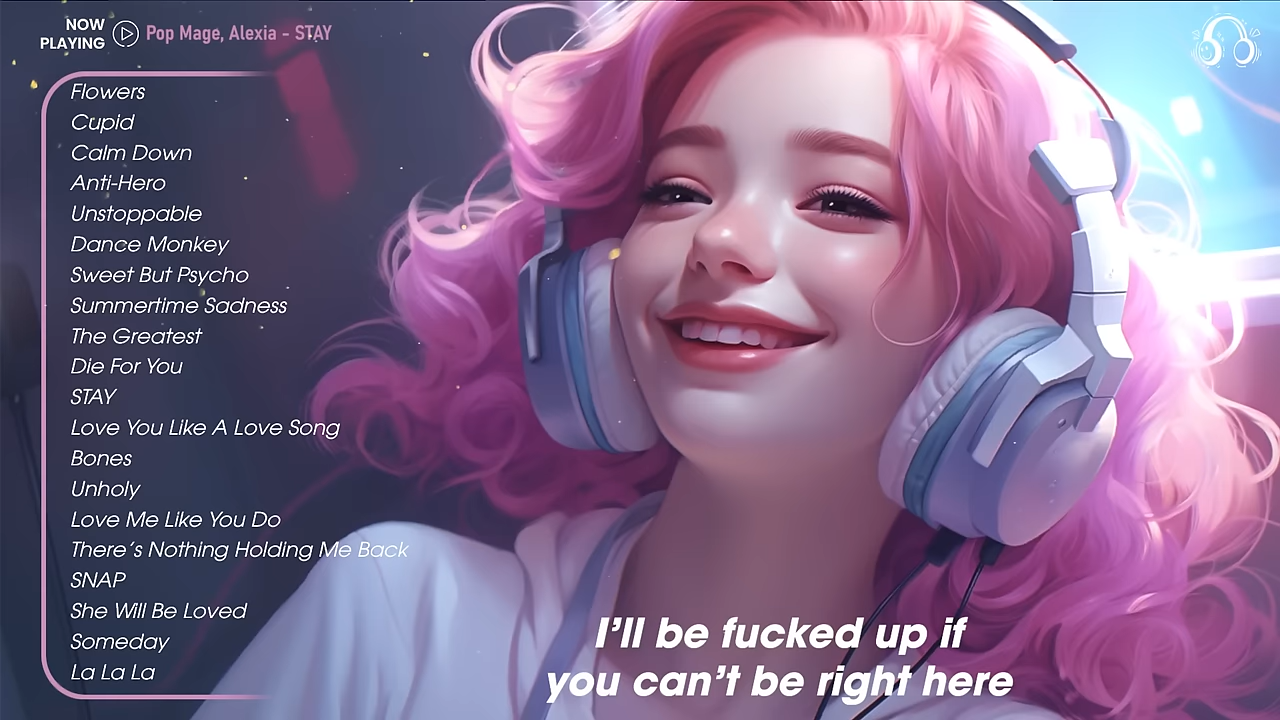 NOW
PLAYING
Pop Mage, Alexia - STAY
Flowers
Cupid
Calm Down
Anti-Hero
Unstoppable
Dance Monkey
Sweet But Psycho
Summertime Sadness
The Greatest
Die For You
STAY
Love You Like A Love Song
Bones
Unholy
Love Me Like You Do
There's Nothing Holding Me Back
SNAP
She Will Be Loved
Someday
La La La
I'll be fucked up if
you can't be right here